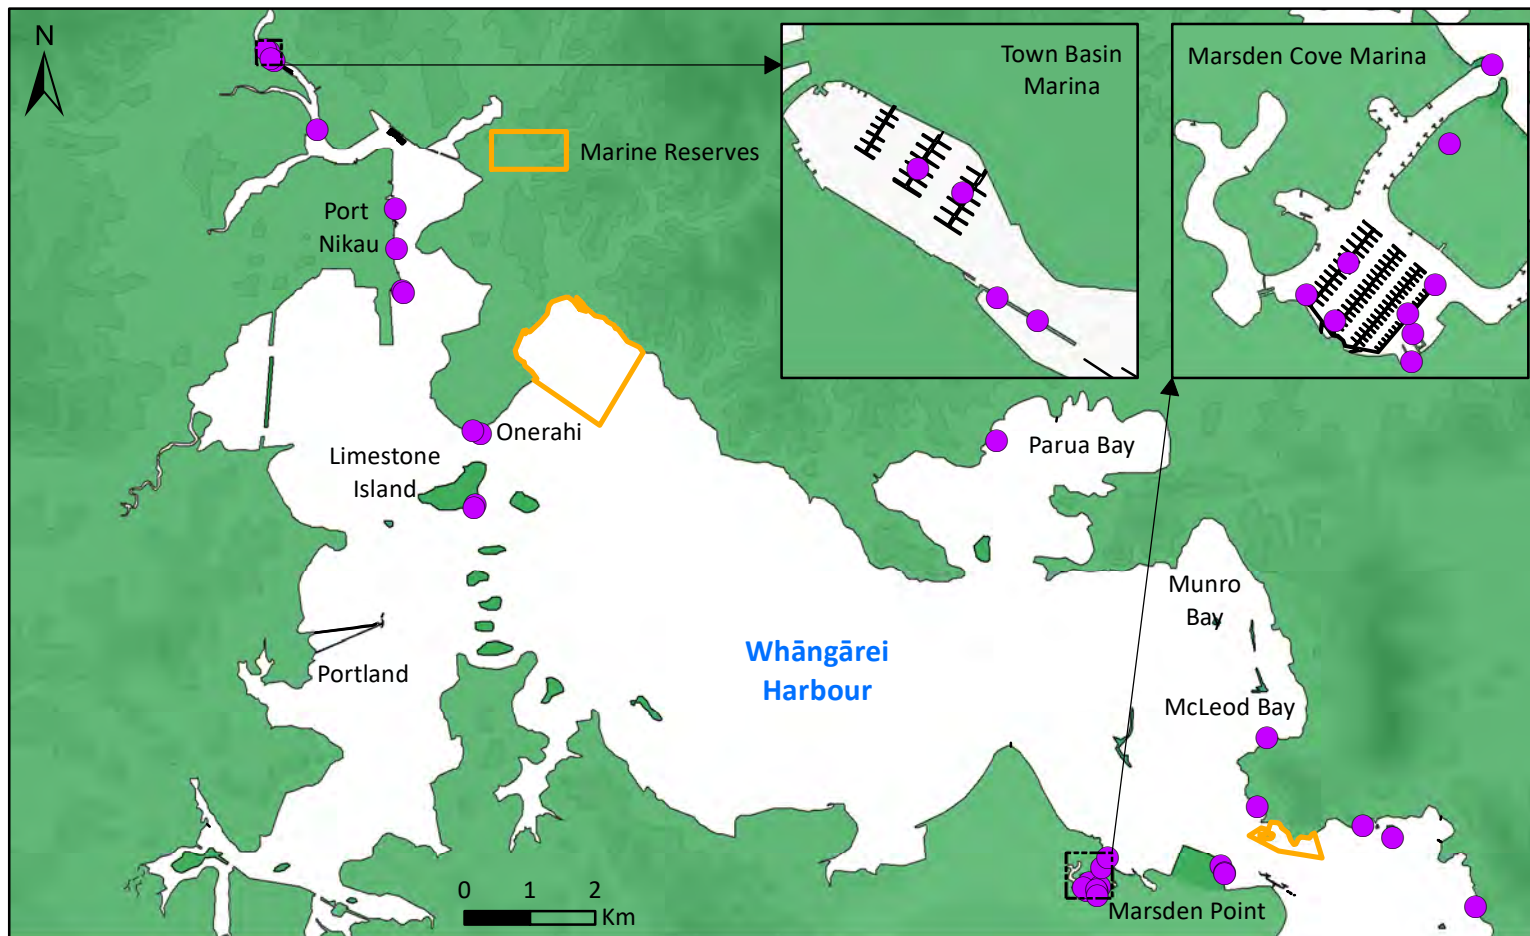 N
Town Basin
Marina
Marsden Cove Marina
Marine Reserves
Port
Nikau
Onerahi
Limestone
Island
Parua Bay
Munro
Bay
Whāngārei
Harbour
Portland
McLeod Bay
0 1 2
Km
Marsden Point